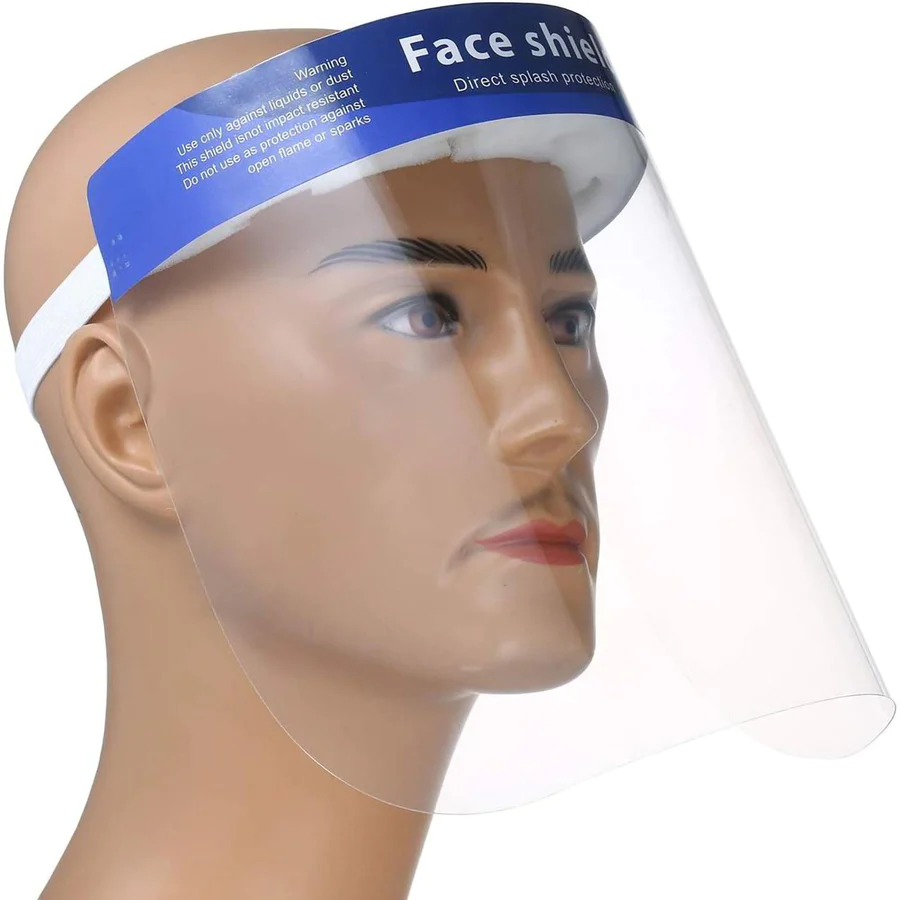 Face shiel
Direct splash protection
Warning
Use only against liquids or dust
This shield isnot impact resistant
Do not use as protection against
open flame or sparks